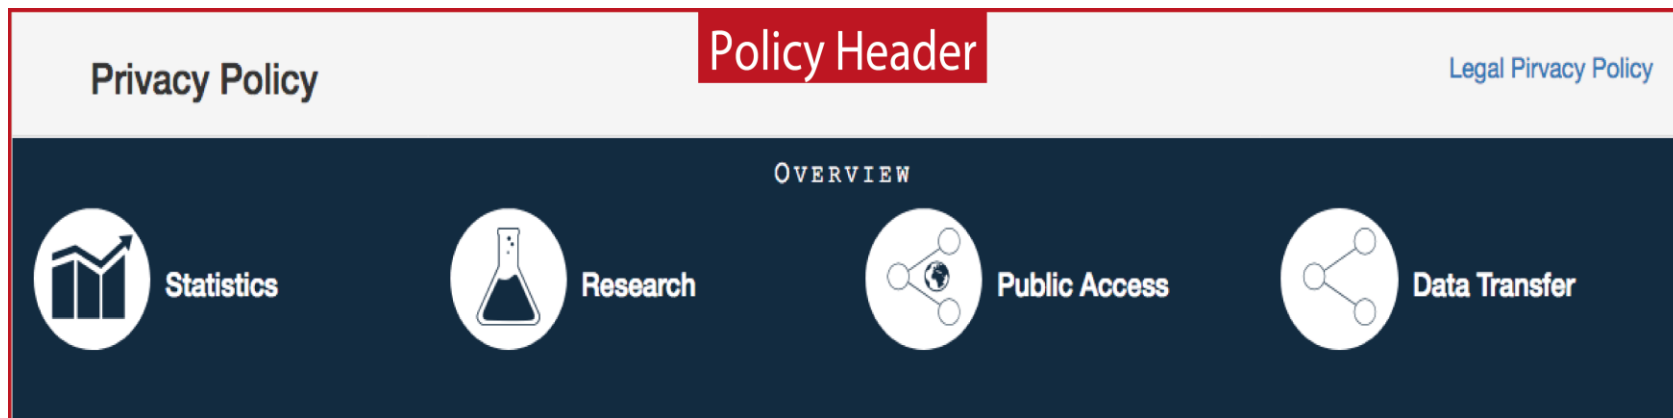 Policy Header
Privacy Policy
Legal Pirvacy Policy
OVERVIEW
Statistics
Research
Public Access
Data Transfer